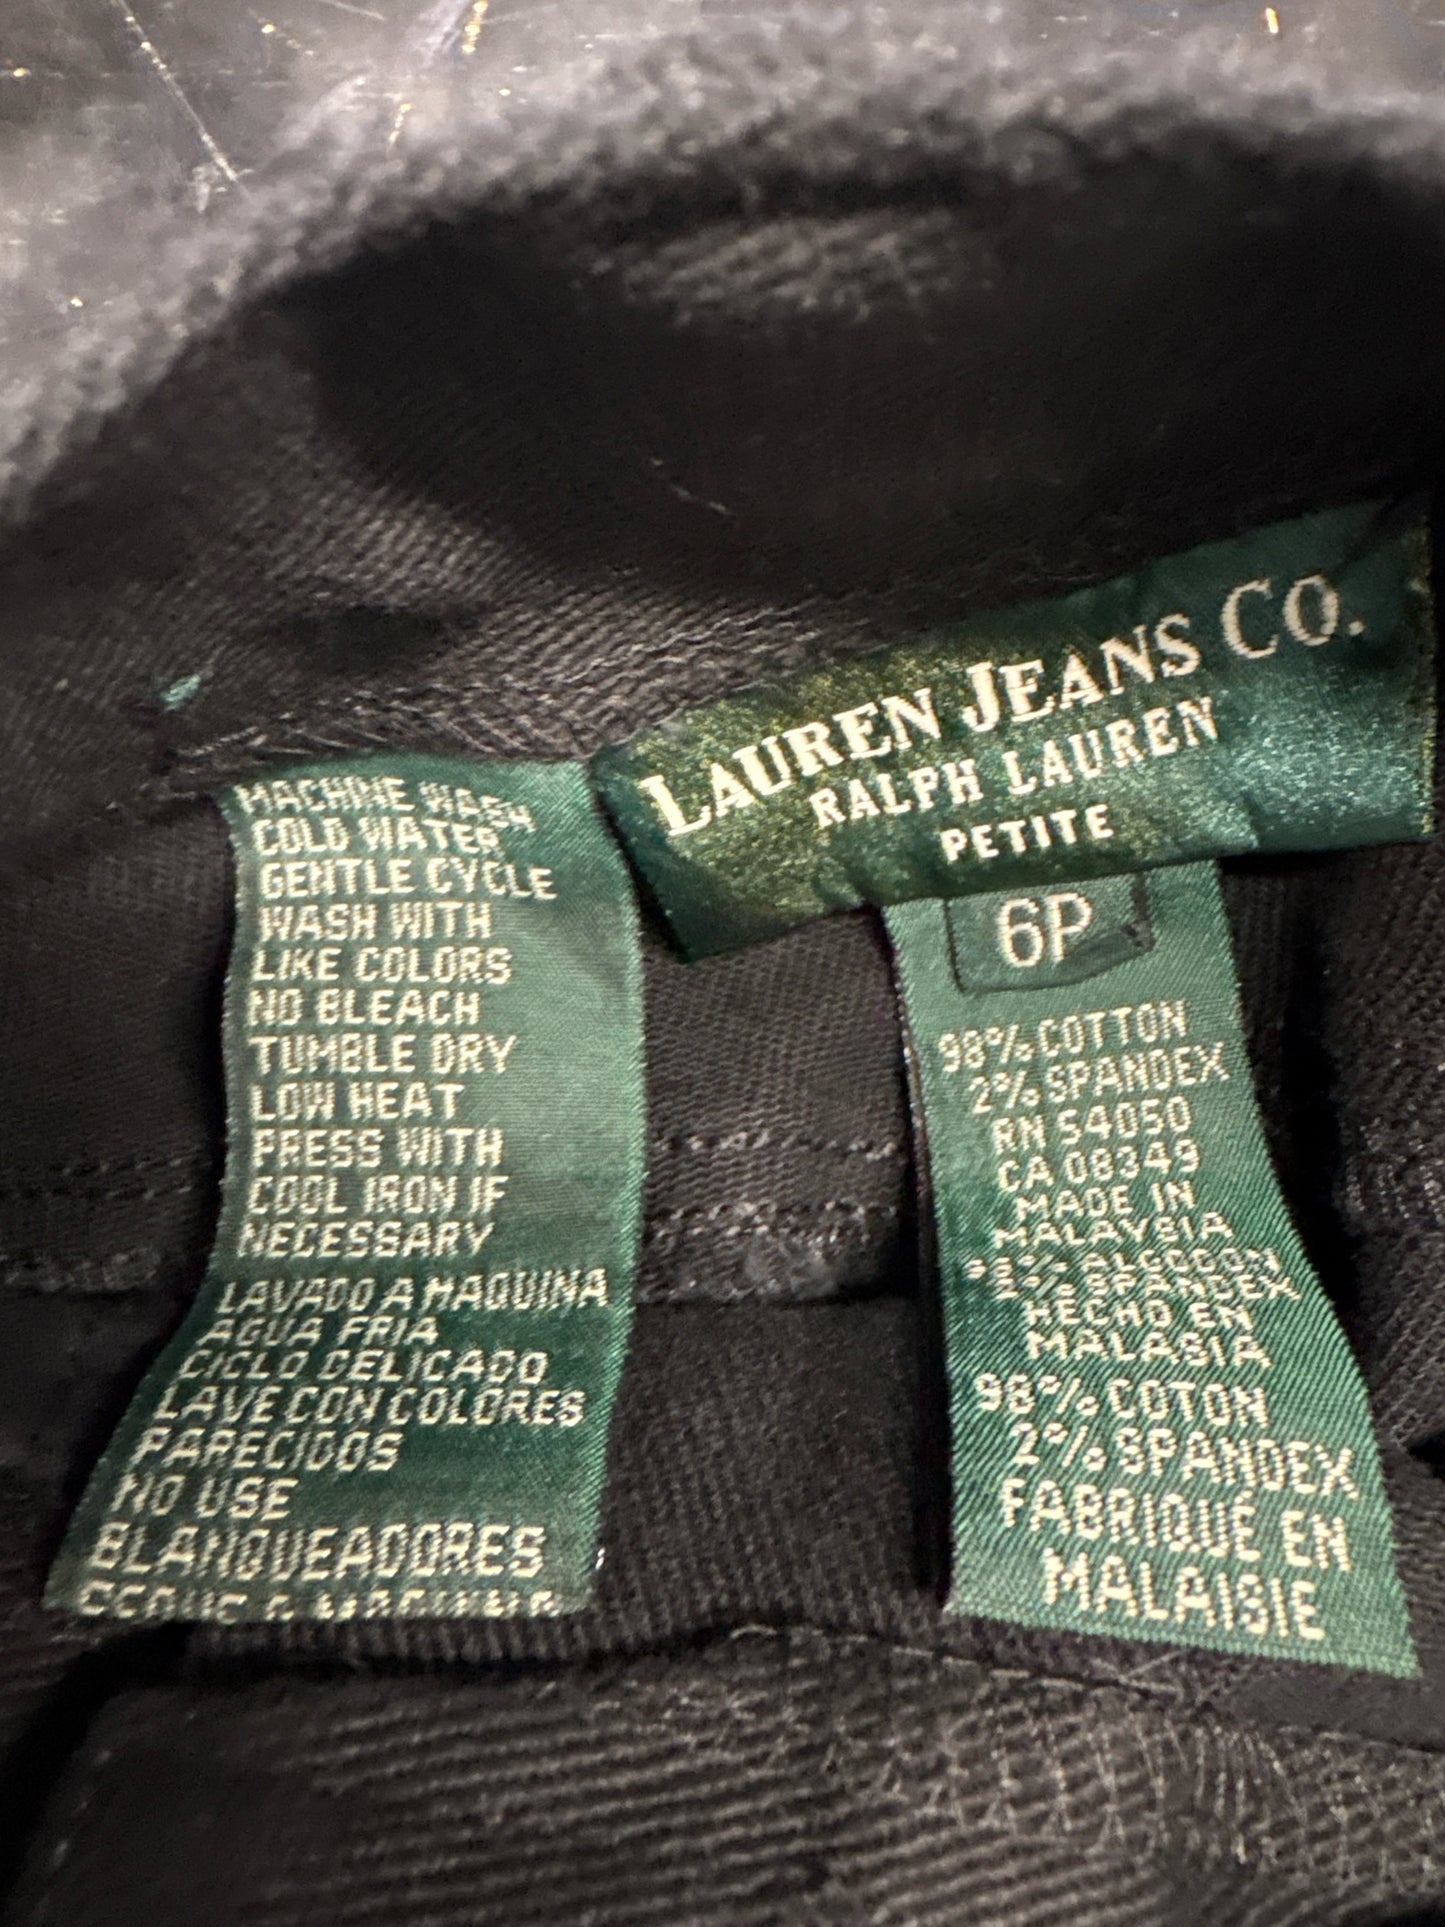 LAUREN JEANS CO.
RALPH LAUREN
PETITE
6P
MACHINE WASH
COLD WATER
GENTLE CYCLE
WASH WITH
LIKE COLORS
NO BLEACH
TUMBLE DRY
LOW HEAT
PRESS WITH
COOL IRON IF
NECESSARY
LAVADO A MAQUINA
AGUA FRIA
CICLO DELICADO
LAVE CON COLORES
PARECIDOS
NO USE
BLANQUEADORES
98% COTTON
2% SPANDEX
RN 54050
CA 08349
MADE IN
MALAYSIA
ALGODON
SPANDEX
HECHO EN
MALASIA
98% COTON
2% SPANDEX
FABRIQUE EN
MALAISIE